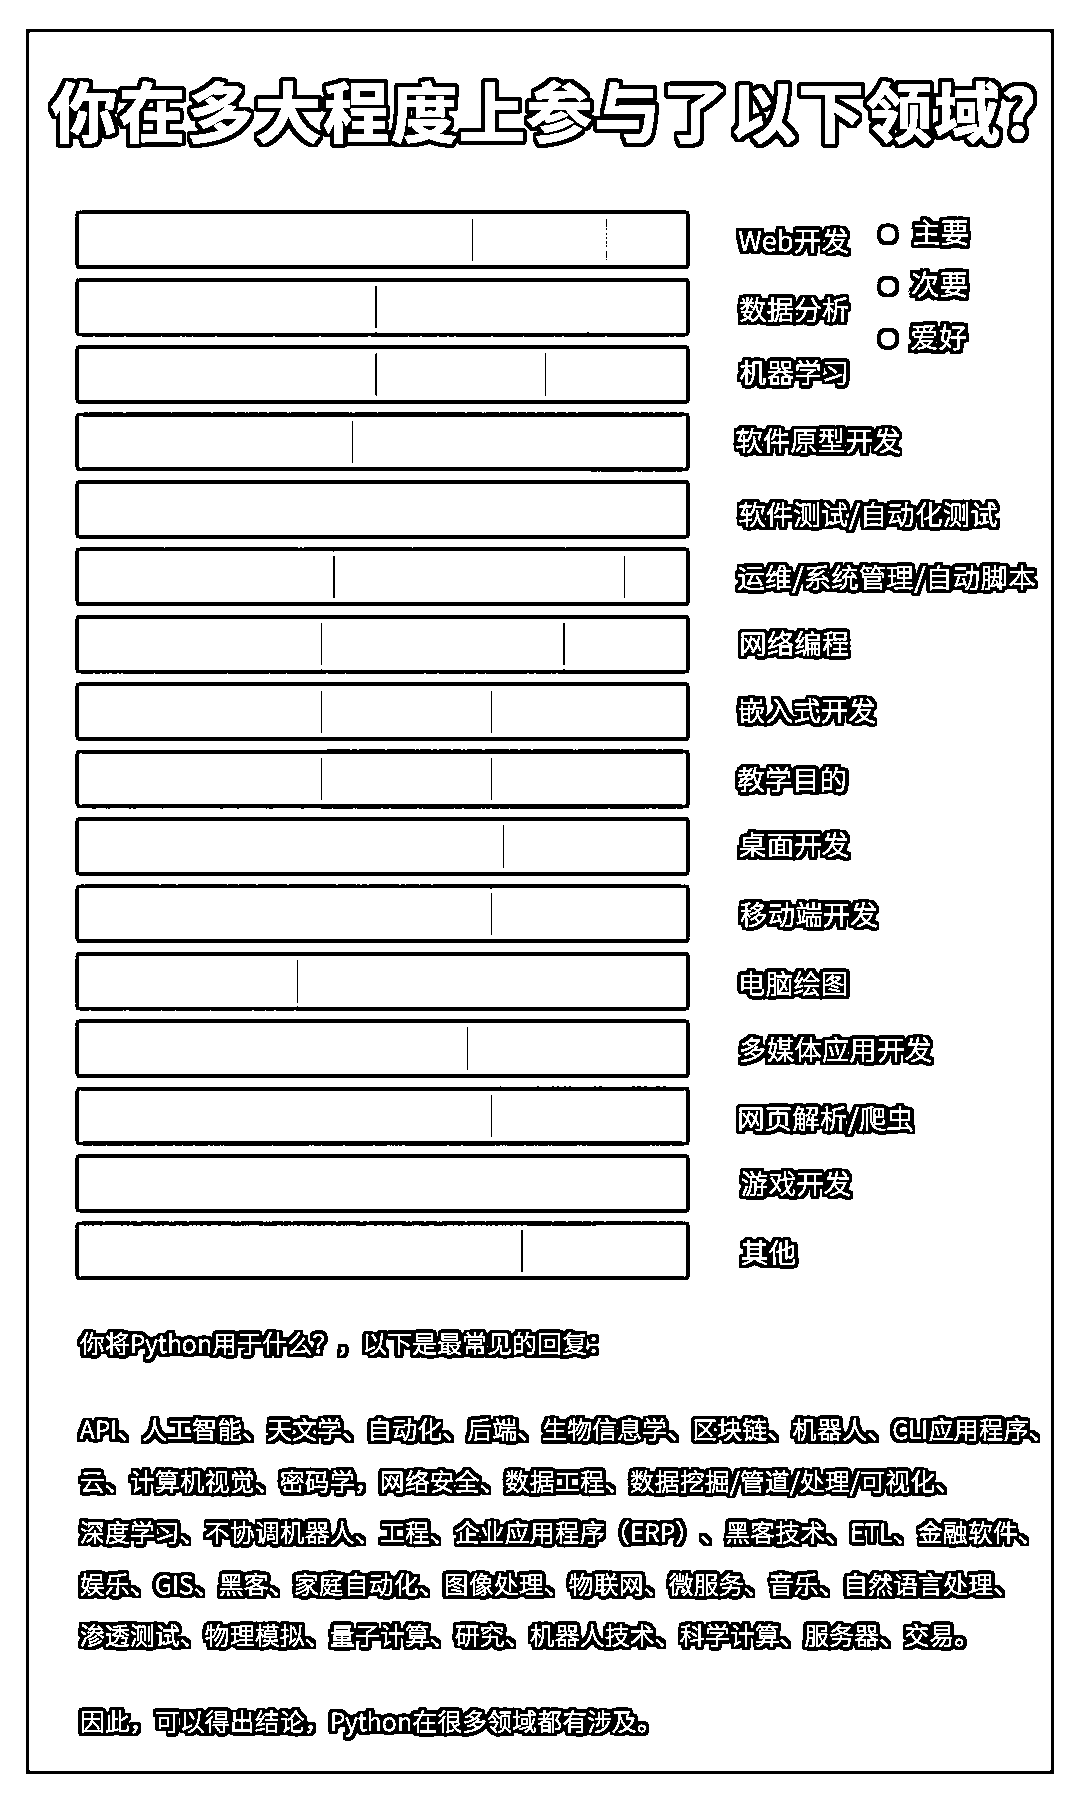 你在多大程度上参与了以下领域?
Web开发
主要
次要
数据分析
爱好
机器学习
软件原型开发
软件测试/自动化测试
运维/系统管理/自动脚本
网络编程
嵌入式开发
教学目的
桌面开发
移动端开发
电脑绘图
多媒体应用开发
网页解析/爬虫
游戏开发
其他
你将Python用于什么？，以下是最常见的回复：
API、人工智能、天文学、自动化、后端、生物信息学、区块链、机器人、CLI应用程序、
云、计算机视觉、密码学，网络安全、数据工程、数据挖掘/管道/处理/可视化、
深度学习、不协调机器人、工程、企业应用程序（ERP）、黑客技术、ETL、金融软件、
娱乐、GIS、黑客、家庭自动化、图像处理、物联网、微服务、音乐、自然语言处理、
渗透测试、物理模拟、量子计算、研究、机器人技术、科学计算、服务器、交易。
因此，可以得出结论，Python在很多领域都有涉及。